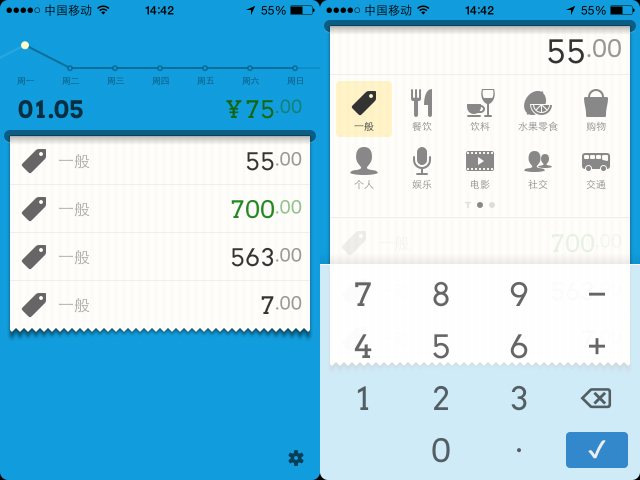 中国移动 14:42 55%
周一 周二 周三 周四 周五 周六 周日
01.05 ¥75.00
一般 55.00
一般 700.00
一般 563.00
一般 7.00
中国移动 14:42 55%
55.00
一般 餐饮 饮料 水果零食 购物
个人 娱乐 电影 社交 交通
一般 700.00
7 8 9 −
4 5 6 +
1 2 3
0 .